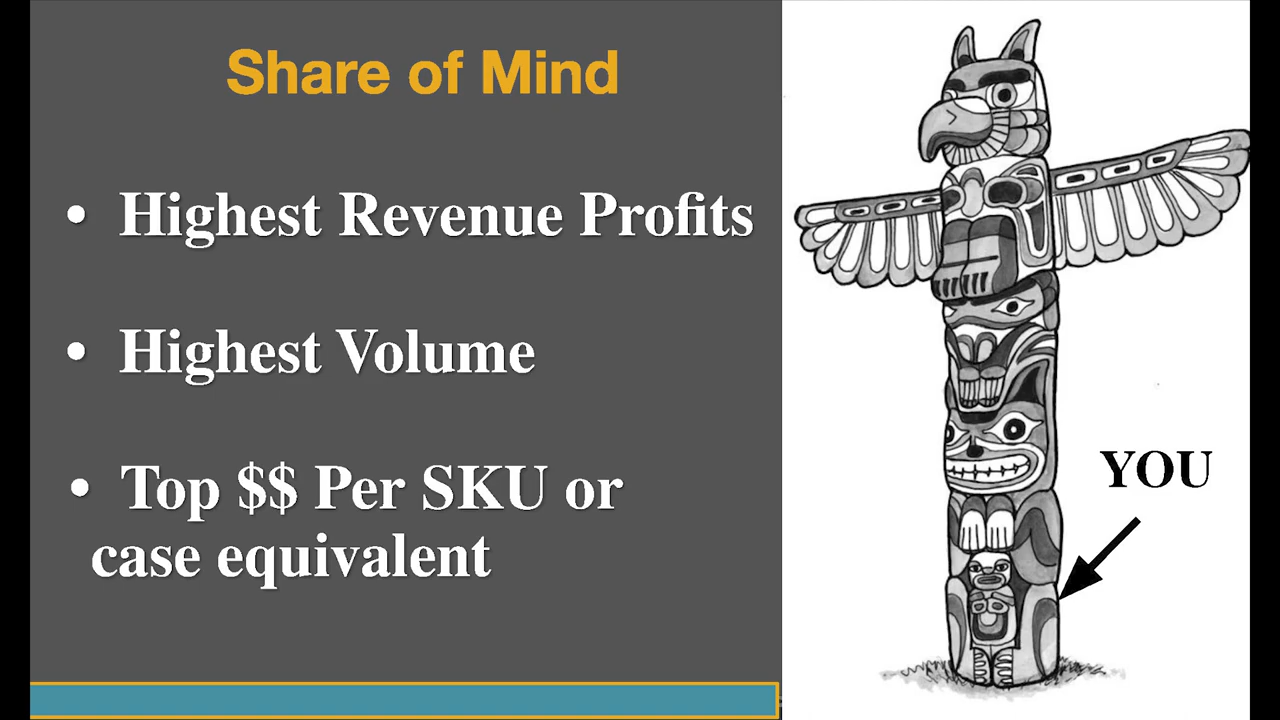 Share of Mind
• Highest Revenue Profits
• Highest Volume
• Top $$ Per SKU or
case equivalent
YOU